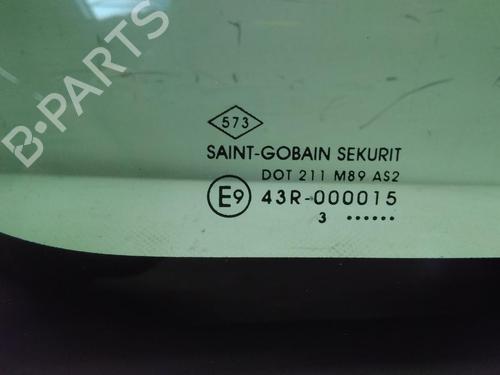 B-PARTS
573
SAINT-GOBAIN SEKURIT
DOT 211 M89 AS2
E9 43R-000015
3 ······